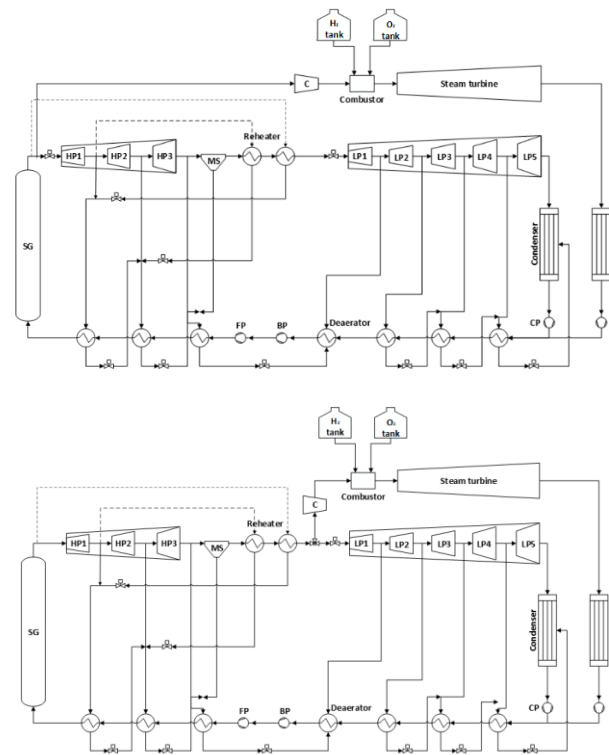 H₂
tank
O₂
tank
C
Combustor
Steam turbine
Reheater
HP1
HP2
HP3
MS
LP1
LP2
LP3
LP4
LP5
SG
Condenser
FP
BP
Deaerator
CP
H₂
tank
O₂
tank
C
Combustor
Steam turbine
Reheater
HP1
HP2
HP3
MS
LP1
LP2
LP3
LP4
LP5
SG
Condenser
FP
BP
Deaerator
CP